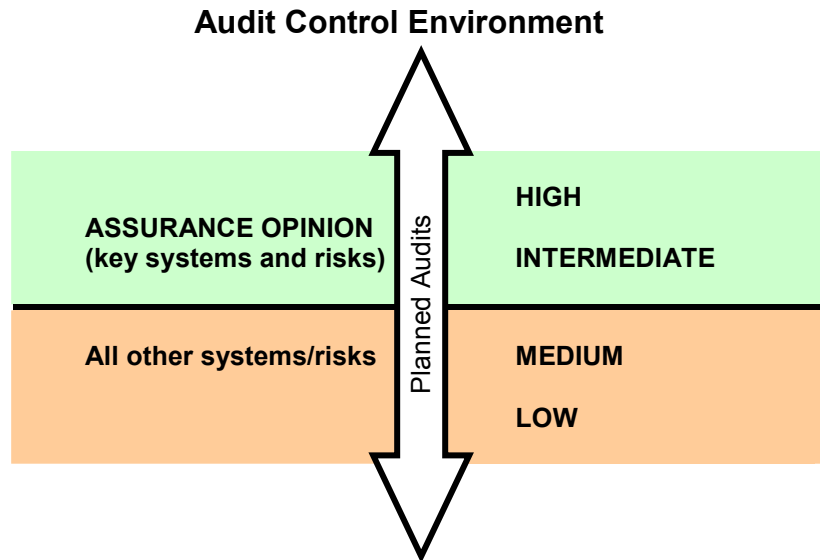 Audit Control Environment
ASSURANCE OPINION
(key systems and risks)
HIGH
INTERMEDIATE
Planned Audits
All other systems/risks
MEDIUM
LOW